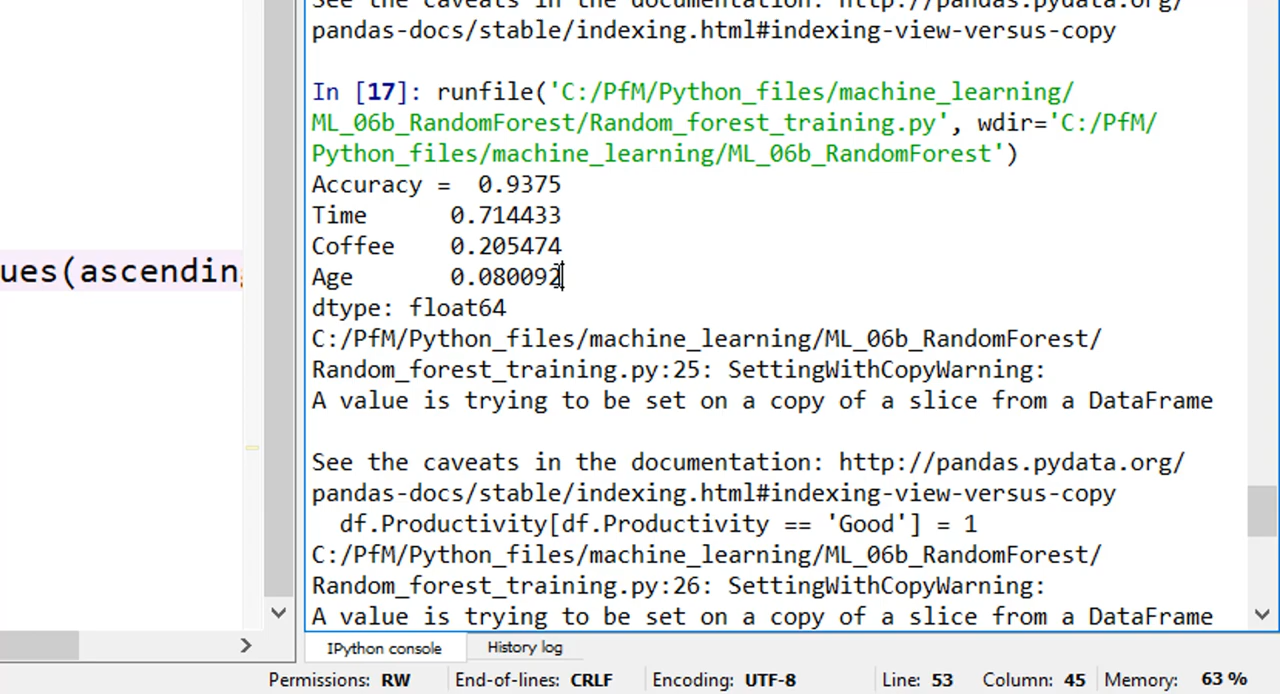 See the caveats in the documentation: http://pandas.pydata.org/
pandas-docs/stable/indexing.html#indexing-view-versus-copy
In [17]: runfile('C:/PfM/Python_files/machine_learning/
ML_06b_RandomForest/Random_forest_training.py', wdir='C:/PfM/
Python_files/machine_learning/ML_06b_RandomForest')
Accuracy =  0.9375
Time      0.714433
Coffee    0.205474
Age       0.080092
dtype: float64
C:/PfM/Python_files/machine_learning/ML_06b_RandomForest/
Random_forest_training.py:25: SettingWithCopyWarning:
A value is trying to be set on a copy of a slice from a DataFrame
See the caveats in the documentation: http://pandas.pydata.org/
pandas-docs/stable/indexing.html#indexing-view-versus-copy
  df.Productivity[df.Productivity == 'Good'] = 1
C:/PfM/Python_files/machine_learning/ML_06b_RandomForest/
Random_forest_training.py:26: SettingWithCopyWarning:
A value is trying to be set on a copy of a slice from a DataFrame
ues(ascending
IPython console History log
Permissions: RW End-of-lines: CRLF Encoding: UTF-8 Line: 53 Column: 45 Memory: 63 %